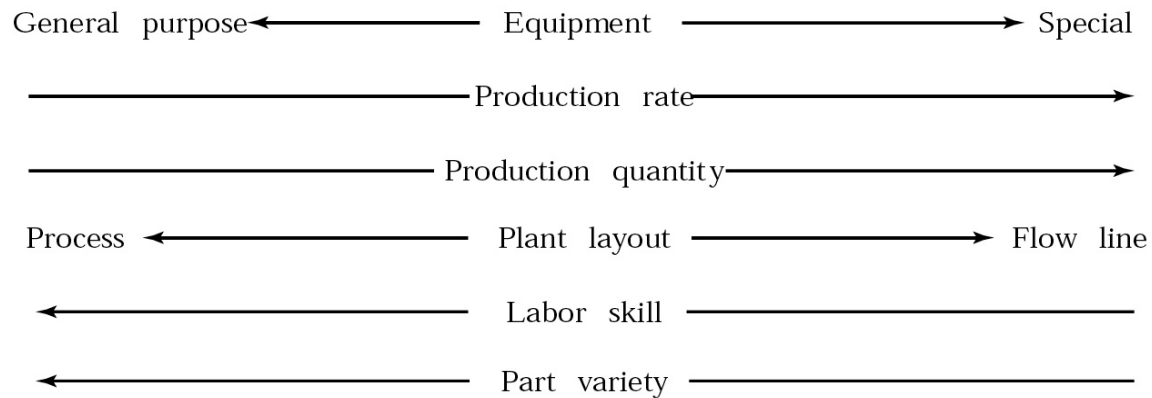 General purpose Equipment Special
Production rate
Production quantity
Process Plant layout Flow line
Labor skill
Part variety